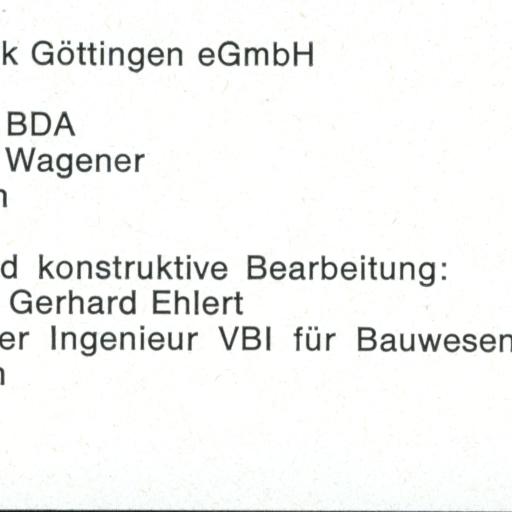 k Göttingen eGmbH
BDA
Wagener
n
d konstruktive Bearbeitung:
Gerhard Ehlert
er Ingenieur VBI für Bauwesen
n